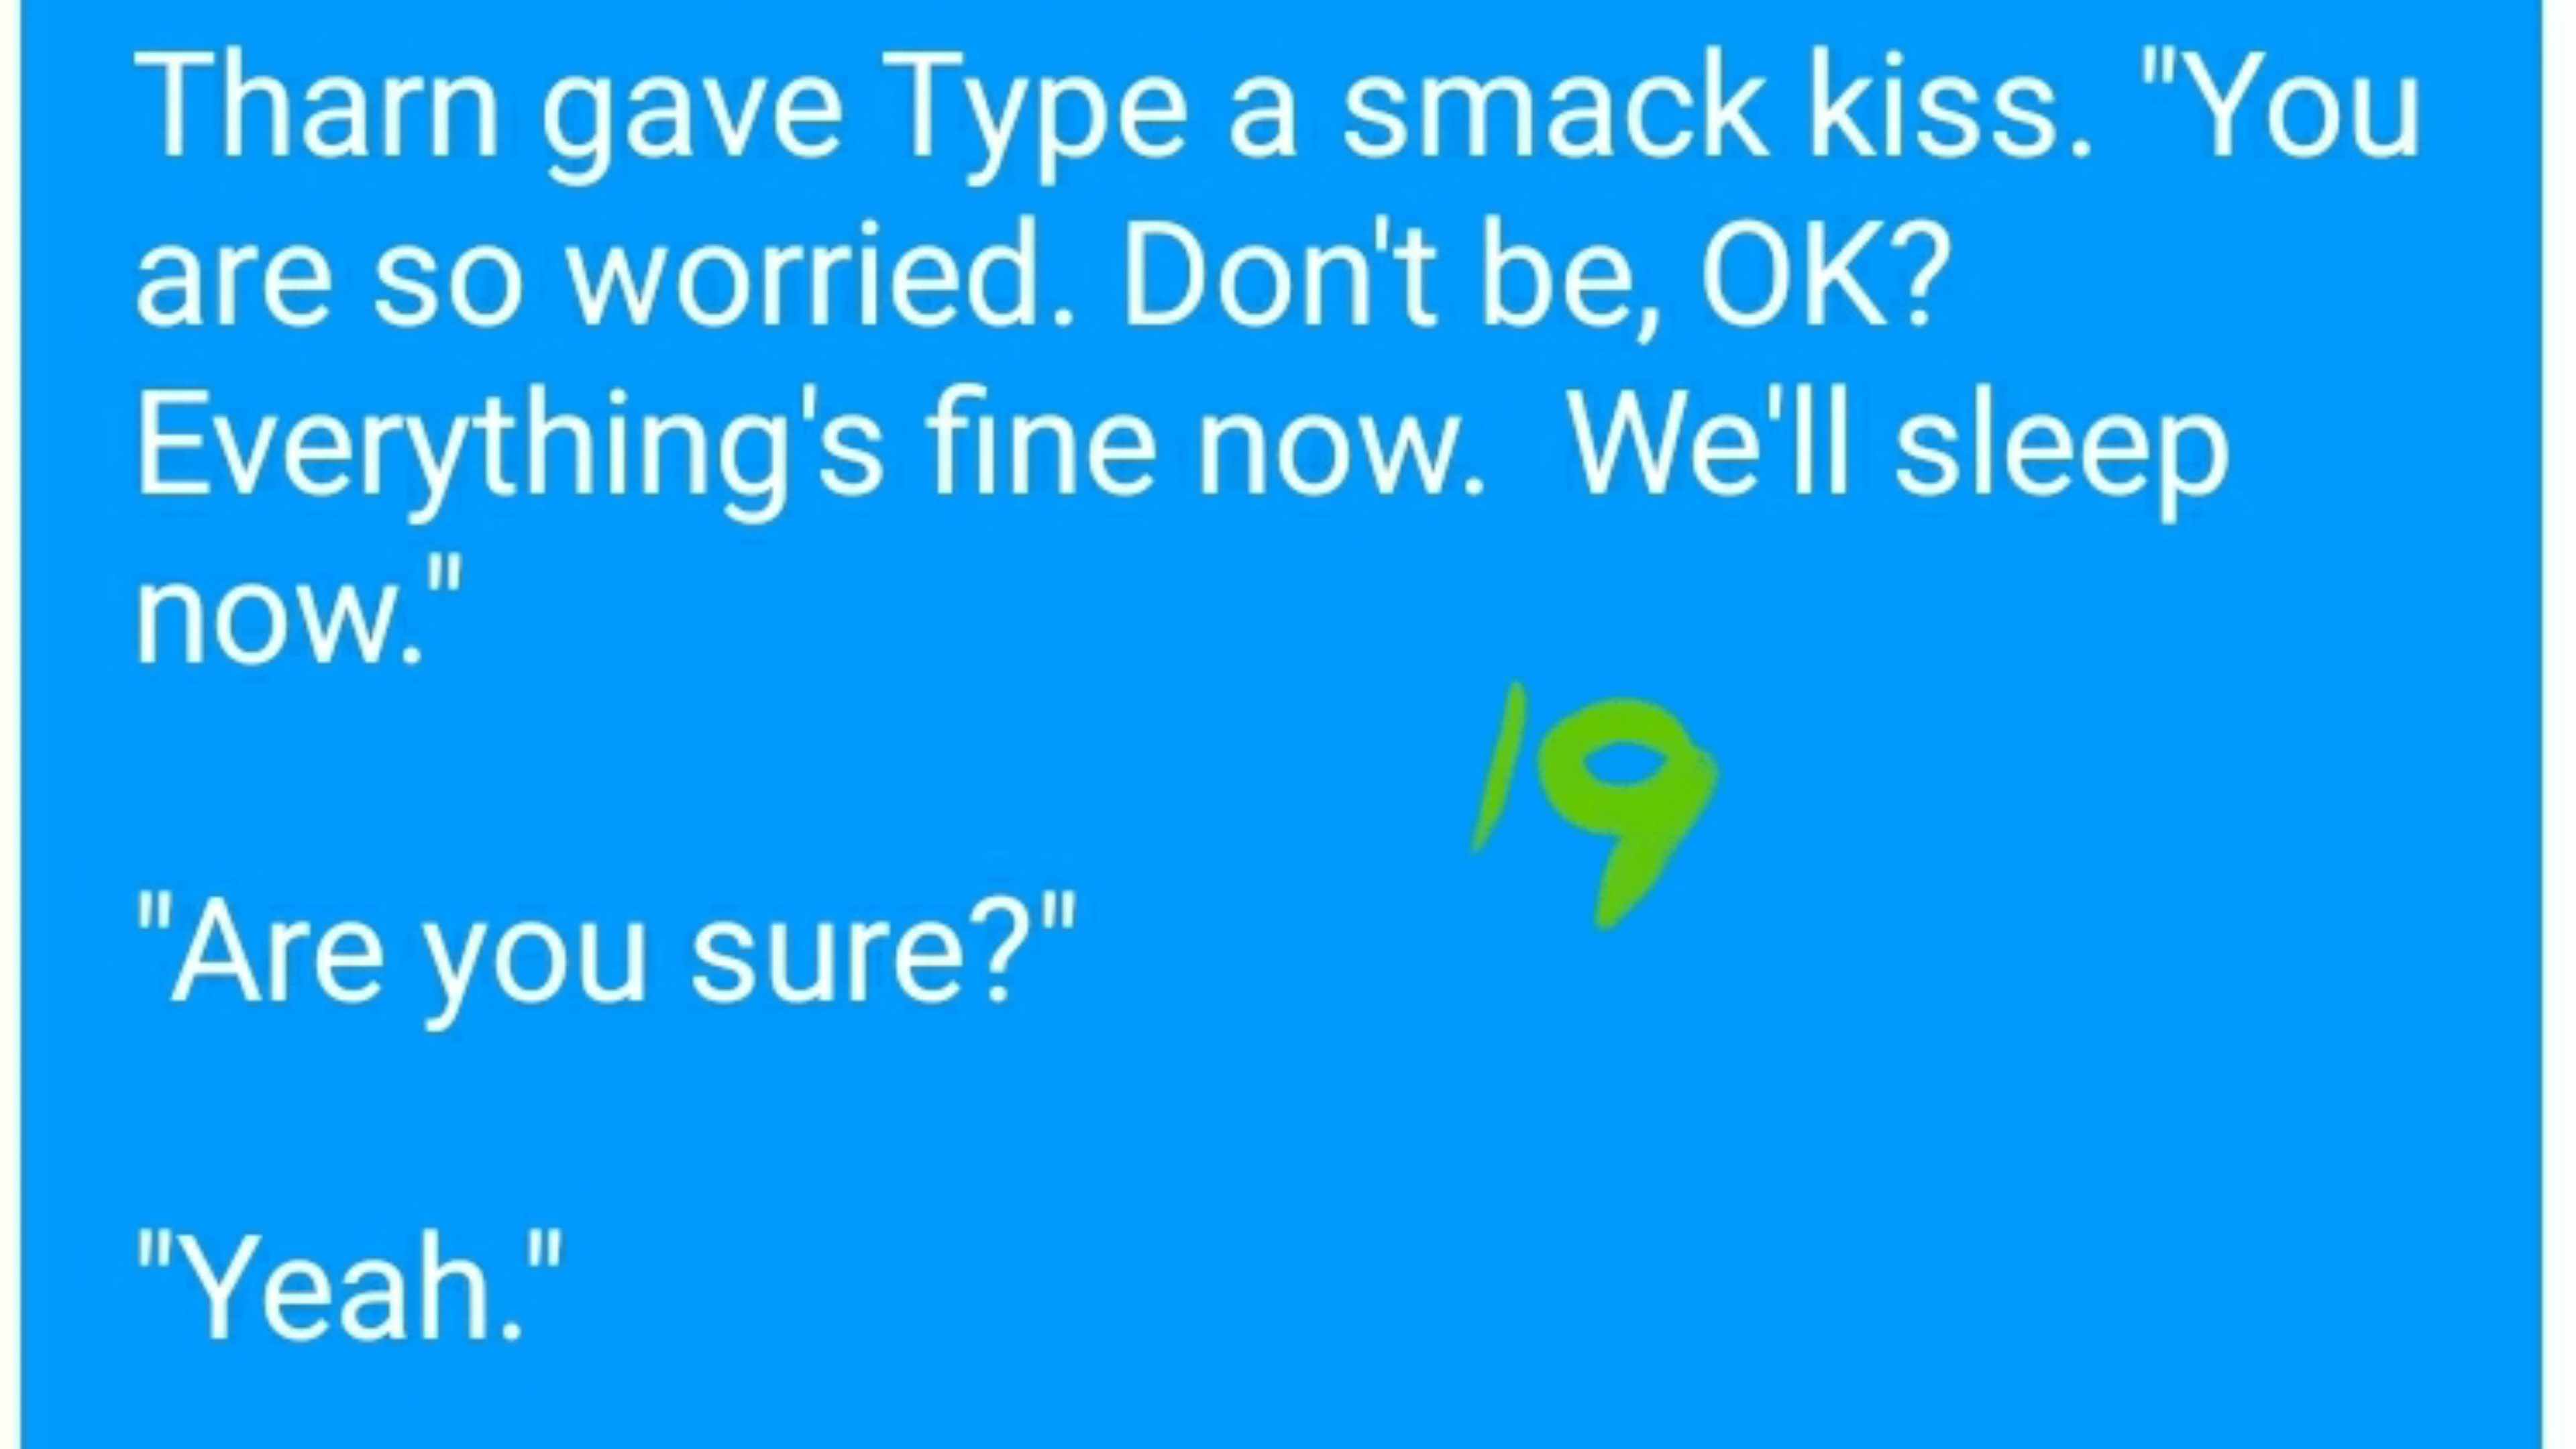 Tharn gave Type a smack kiss. "You
are so worried. Don't be, OK?
Everything's fine now.  We'll sleep
now."
19
"Are you sure?"
"Yeah."